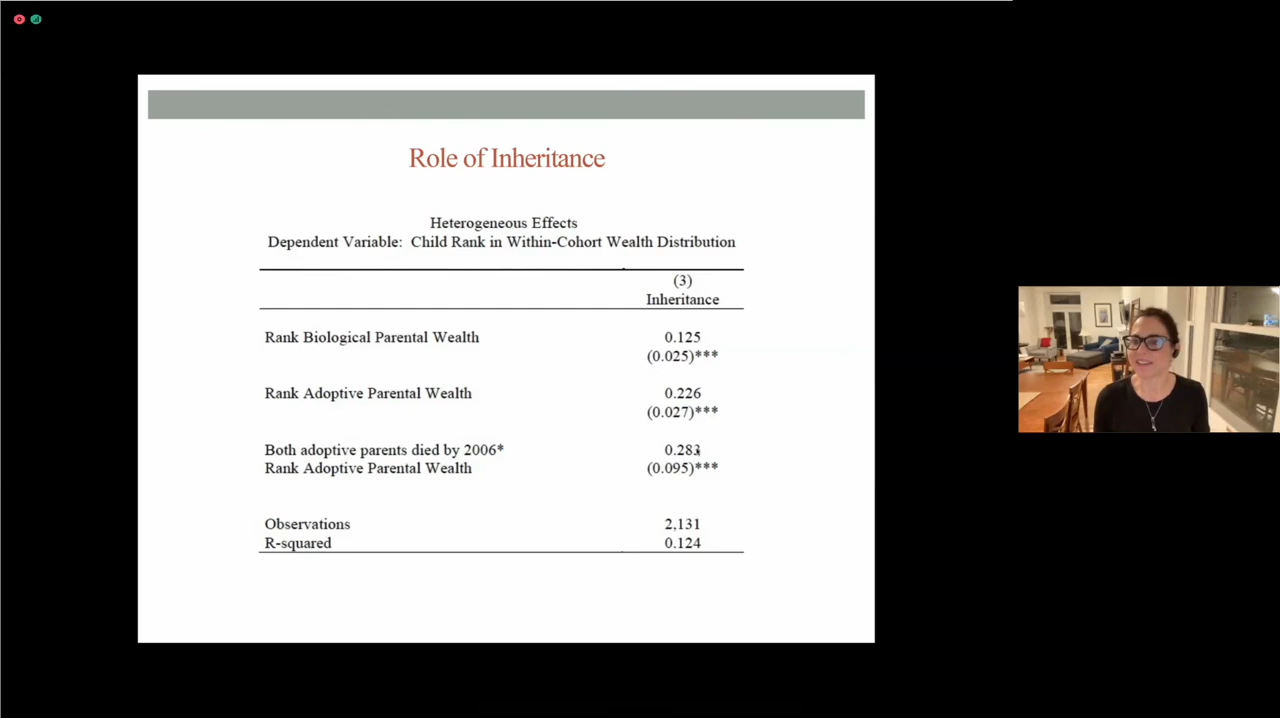 Role of Inheritance
Heterogeneous Effects
Dependent Variable: Child Rank in Within-Cohort Wealth Distribution
(3)
Inheritance
Rank Biological Parental Wealth 0.125
(0.025)***
Rank Adoptive Parental Wealth 0.226
(0.027)***
Both adoptive parents died by 2006* 0.283
Rank Adoptive Parental Wealth (0.095)***
Observations 2,131
R-squared 0.124